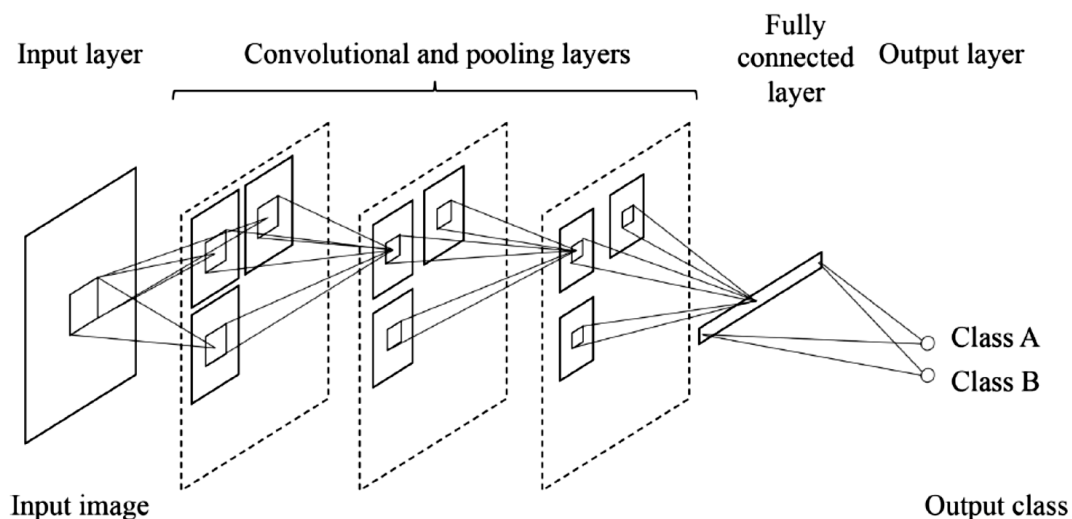 Input layer
Convolutional and pooling layers
Fully
connected
layer
Output layer
Class A
Class B
Input image
Output class